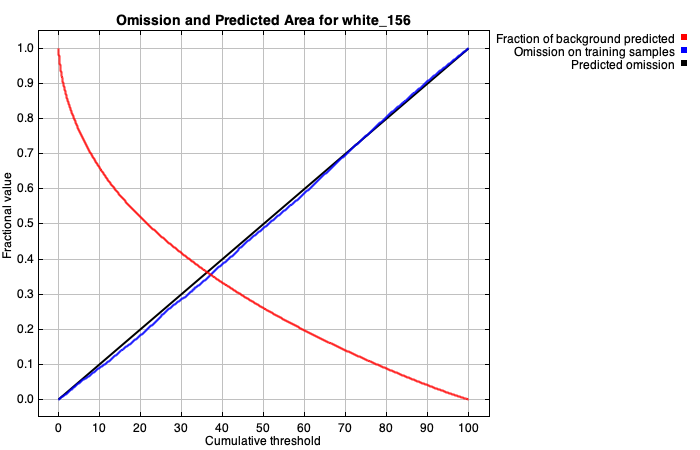 Omission and Predicted Area for white_156
Fraction of background predicted
Omission on training samples
Predicted omission
Fractional value
1.0
0.9
0.8
0.7
0.6
0.5
0.4
0.3
0.2
0.1
0.0
0 10 20 30 40 50 60 70 80 90 100
Cumulative threshold